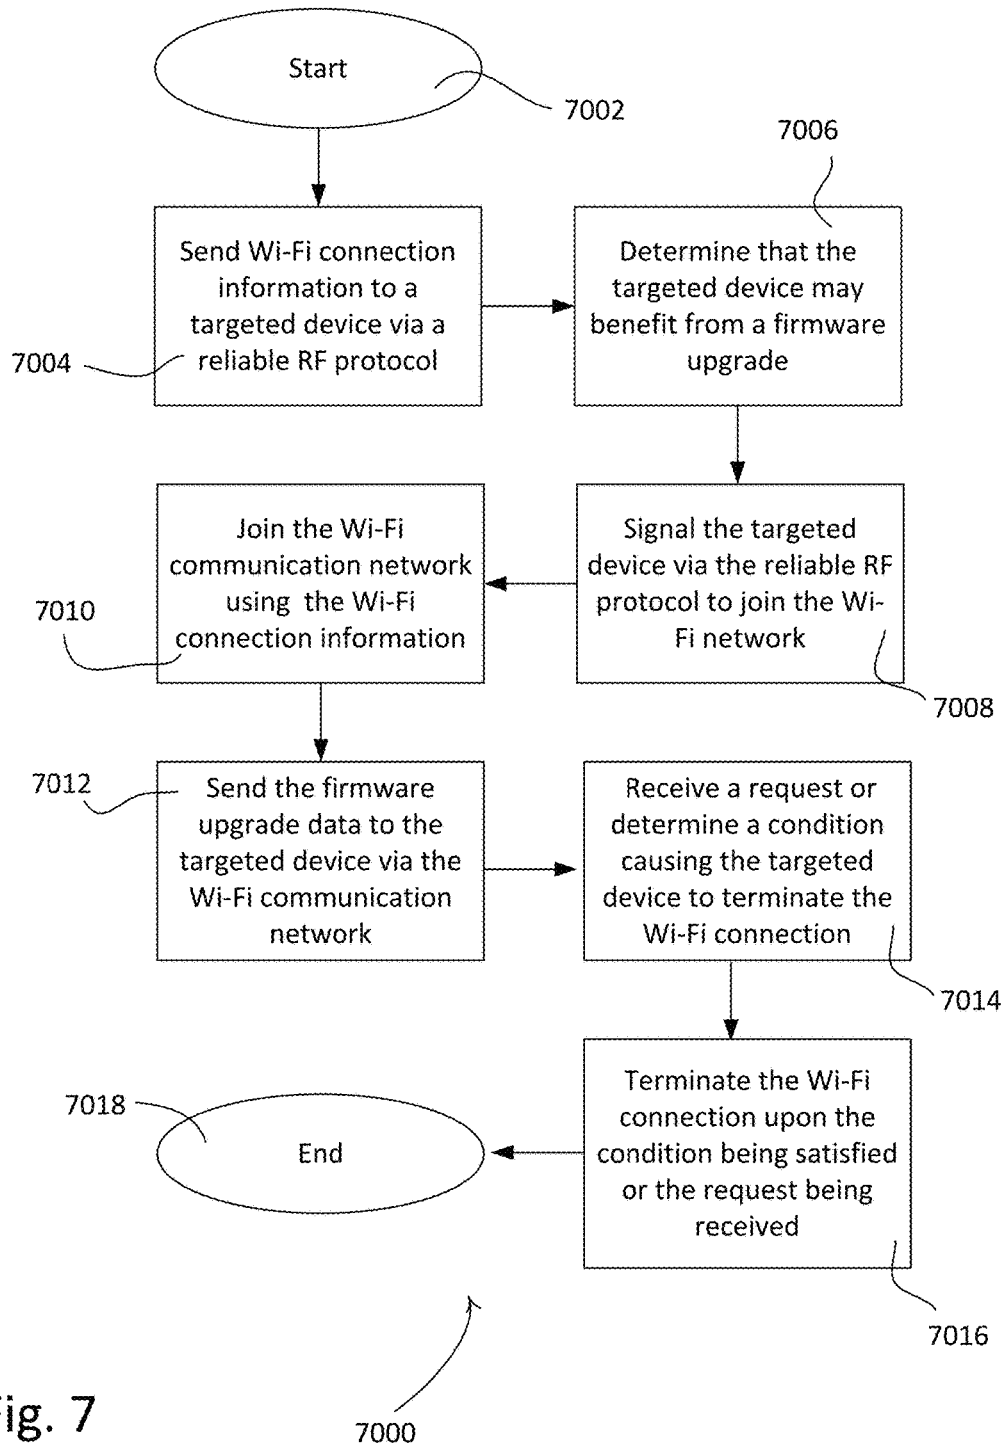 Start
7002
7006
Send Wi-Fi connection
information to a
targeted device via a
reliable RF protocol
7004
Determine that the
targeted device may
benefit from a firmware
upgrade
Join the Wi-Fi
communication network
using the Wi-Fi
connection information
7010
Signal the targeted
device via the reliable RF
protocol to join the Wi-
Fi network
7008
7012
Send the firmware
upgrade data to the
targeted device via the
Wi-Fi communication
network
Receive a request or
determine a condition
causing the targeted
device to terminate the
Wi-Fi connection
7014
7018
End
Terminate the Wi-Fi
connection upon the
condition being satisfied
or the request being
received
7016
7000
ig. 7